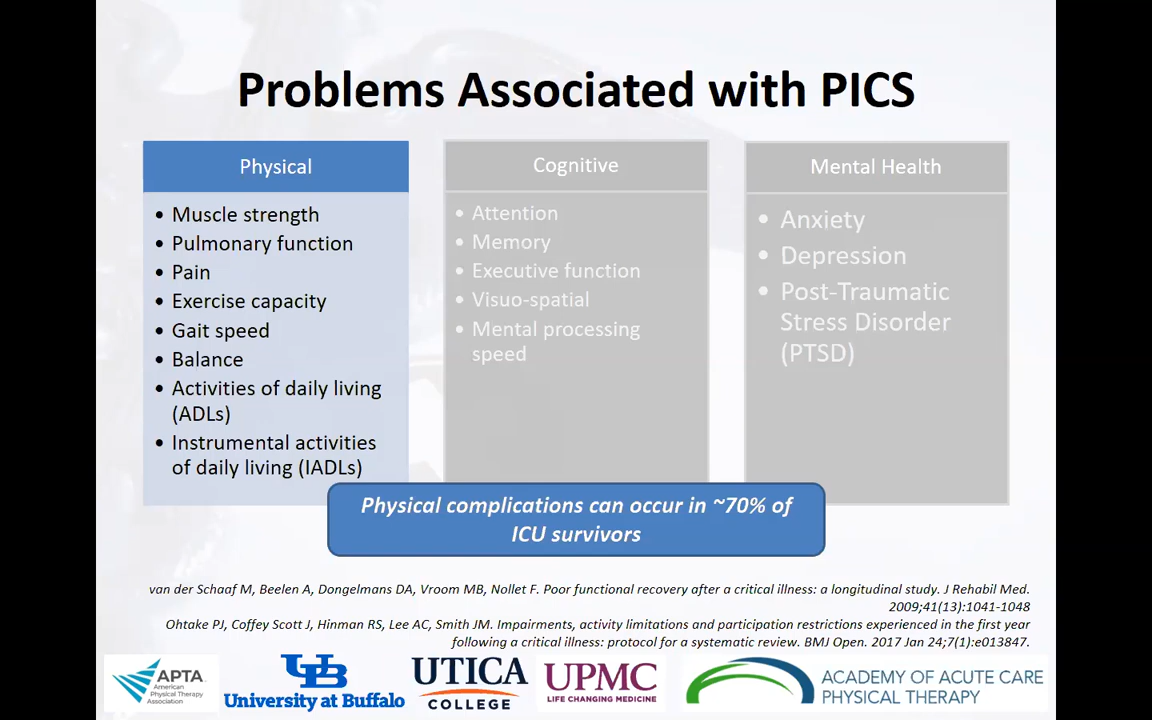 Problems Associated with PICS
Physical
• Muscle strength
• Pulmonary function
• Pain
• Exercise capacity
• Gait speed
• Balance
• Activities of daily living
(ADLs)
• Instrumental activities
of daily living (IADLs)
Cognitive
• Attention
• Memory
• Executive function
• Visuo-spatial
• Mental processing
speed
Mental Health
• Anxiety
• Depression
• Post-Traumatic
Stress Disorder
(PTSD)
Physical complications can occur in ~70% of
ICU survivors
van der Schaaf M, Beelen A, Dongelmans DA, Vroom MB, Nollet F. Poor functional recovery after a critical illness: a longitudinal study. J Rehabil Med.
2009;41(13):1041-1048
Ohtake PJ, Coffey Scott J, Hinman RS, Lee AC, Smith JM. Impairments, activity limitations and participation restrictions experienced in the first year
following a critical illness: protocol for a systematic review. BMJ Open. 2017 Jan 24;7(1):e013847.
APTA
American
Physical Therapy
Association
UB
University at Buffalo
UTICA
COLLEGE
UPMC
LIFE CHANGING MEDICINE
ACADEMY OF ACUTE CARE
PHYSICAL THERAPY